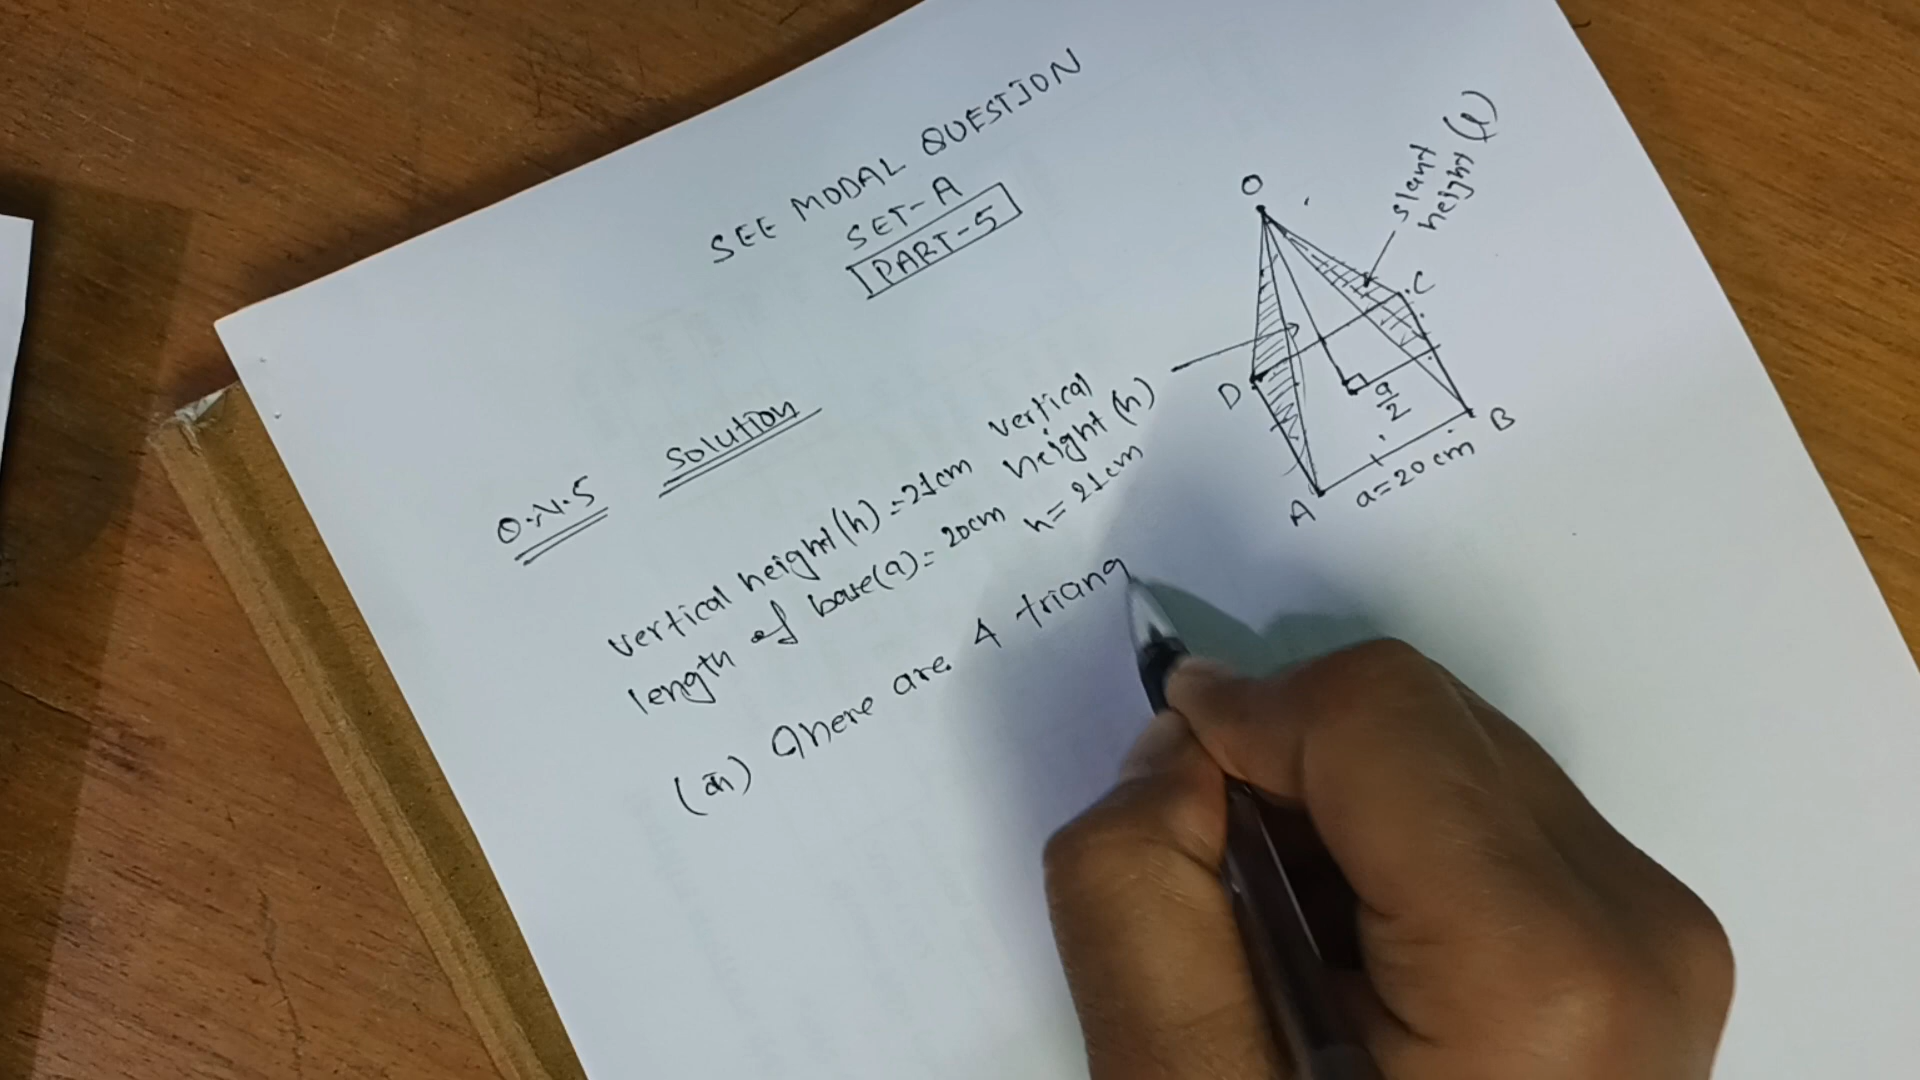 SEE MODAL QUESTION
SET-A
PART-5
Q.N.5 Solution
vertical height (h) = 21cm
length of base (a) = 20cm
vertical
height (h)
h = 21cm
There are 4 triang
O
slant
height (l)
C
D
a/2
B
A
a = 20 cm